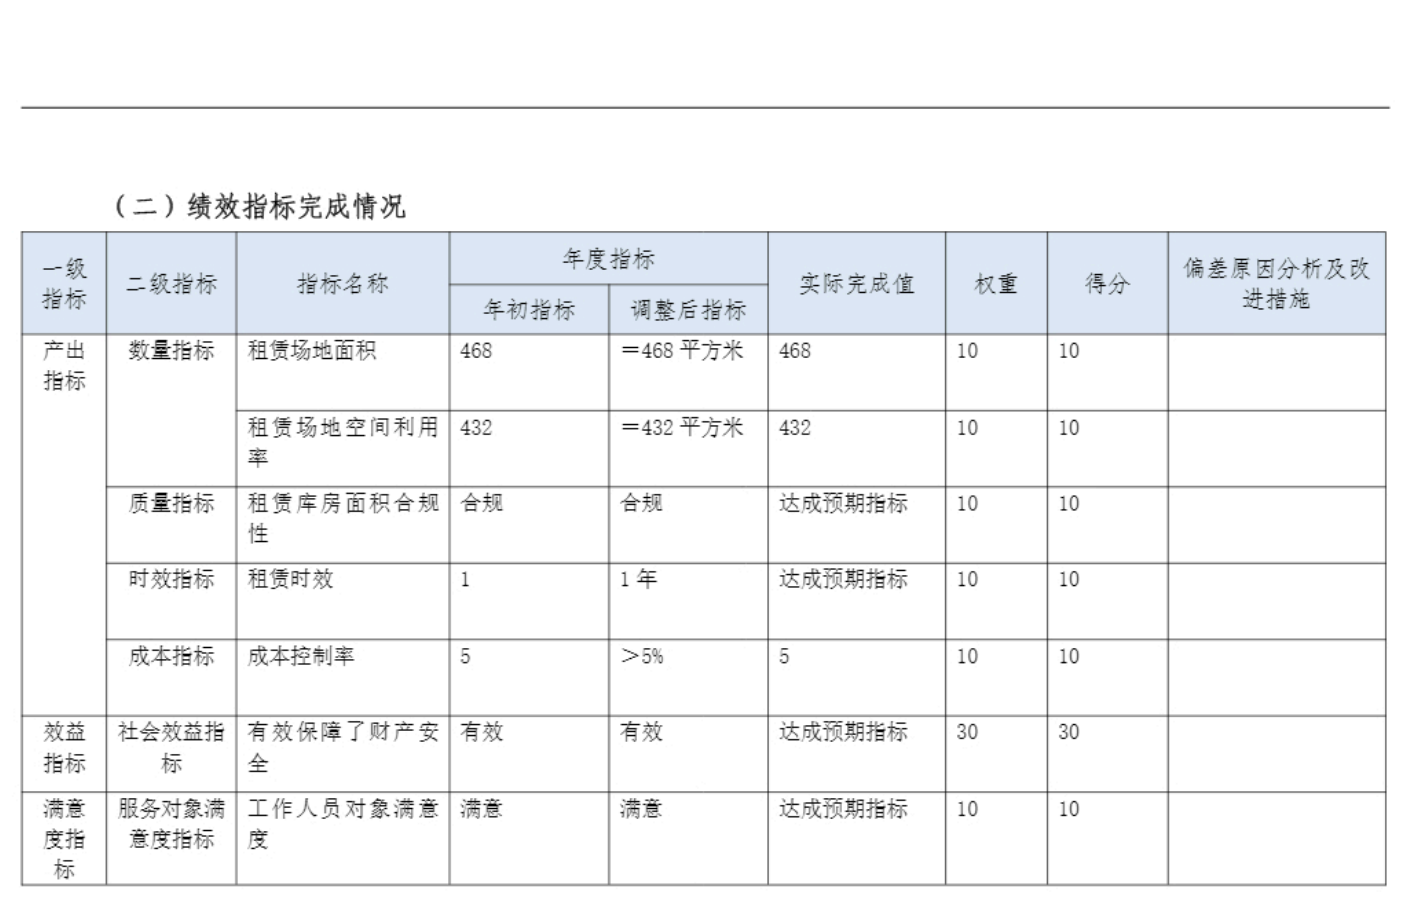 （二）绩效指标完成情况
一级指标 二级指标 指标名称 年度指标 实际完成值 权重 得分 偏差原因分析及改进措施
年初指标 调整后指标
产出指标 数量指标 租赁场地面积 468 ＝468 平方米 468 10 10
租赁场地空间利用率 432 ＝432 平方米 432 10 10
质量指标 租赁库房面积合规性 合规 合规 达成预期指标 10 10
时效指标 租赁时效 1 1 年 达成预期指标 10 10
成本指标 成本控制率 5 ＞5% 5 10 10
效益指标 社会效益指标 有效保障了财产安全 有效 有效 达成预期指标 30 30
满意度指标 服务对象满意度指标 工作人员对象满意度 满意 满意 达成预期指标 10 10